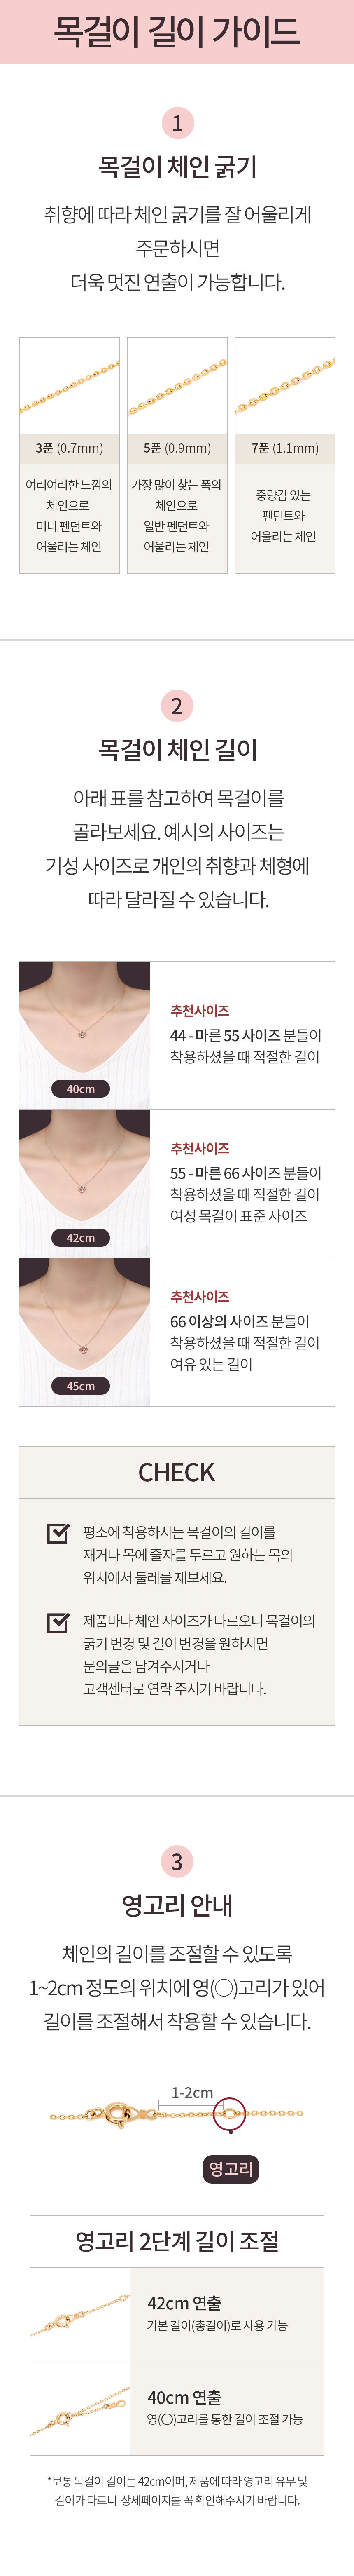 목걸이 길이 가이드
1
목걸이 체인 굵기
취향에 따라 체인 굵기를 잘 어울리게
주문하시면
더욱 멋진 연출이 가능합니다.
3푼 (0.7mm)
여리여리한 느낌의
체인으로
미니 펜던트와
어울리는 체인
5푼 (0.9mm)
가장 많이 찾는 폭의
체인으로
일반 펜던트와
어울리는 체인
7푼 (1.1mm)
중량감 있는
펜던트와
어울리는 체인
2
목걸이 체인 길이
아래 표를 참고하여 목걸이를
골라보세요. 예시의 사이즈는
기성 사이즈로 개인의 취향과 체형에
따라 달라질 수 있습니다.
40cm
추천사이즈
44 - 마른 55 사이즈 분들이
착용하셨을 때 적절한 길이
42cm
추천사이즈
55 - 마른 66 사이즈 분들이
착용하셨을 때 적절한 길이
여성 목걸이 표준 사이즈
45cm
추천사이즈
66 이상의 사이즈 분들이
착용하셨을 때 적절한 길이
여유 있는 길이
CHECK
평소에 착용하시는 목걸이의 길이를
재거나 목에 줄자를 두르고 원하는 목의
위치에서 둘레를 재보세요.
제품마다 체인 사이즈가 다르오니 목걸이의
굵기 변경 및 길이 변경을 원하시면
문의글을 남겨주시거나
고객센터로 연락 주시기 바랍니다.
3
영고리 안내
체인의 길이를 조절할 수 있도록
1~2cm 정도의 위치에 영(◯)고리가 있어
길이를 조절해서 착용할 수 있습니다.
1-2cm
영고리
영고리 2단계 길이 조절
42cm 연출
기본 길이(총길이)로 사용 가능
40cm 연출
영(◯)고리를 통한 길이 조절 가능
*보통 목걸이 길이는 42cm이며, 제품에 따라 영고리 유무 및
길이가 다르니 상세페이지를 꼭 확인해주시기 바랍니다.